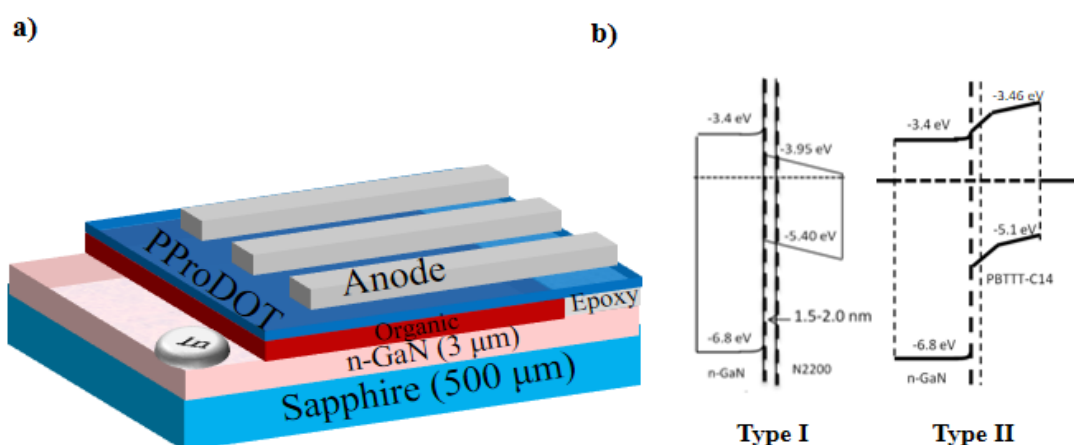 a)
PProDOT
Anode
Organic
Epoxy
n-GaN (3 μm)
In
Sapphire (500 μm)
b)
-3.4 eV
-3.95 eV
-5.40 eV
1.5-2.0 nm
-6.8 eV
n-GaN
N2200
Type I
-3.46 eV
-3.4 eV
-5.1 eV
PBTTT-C14
-6.8 eV
n-GaN
Type II